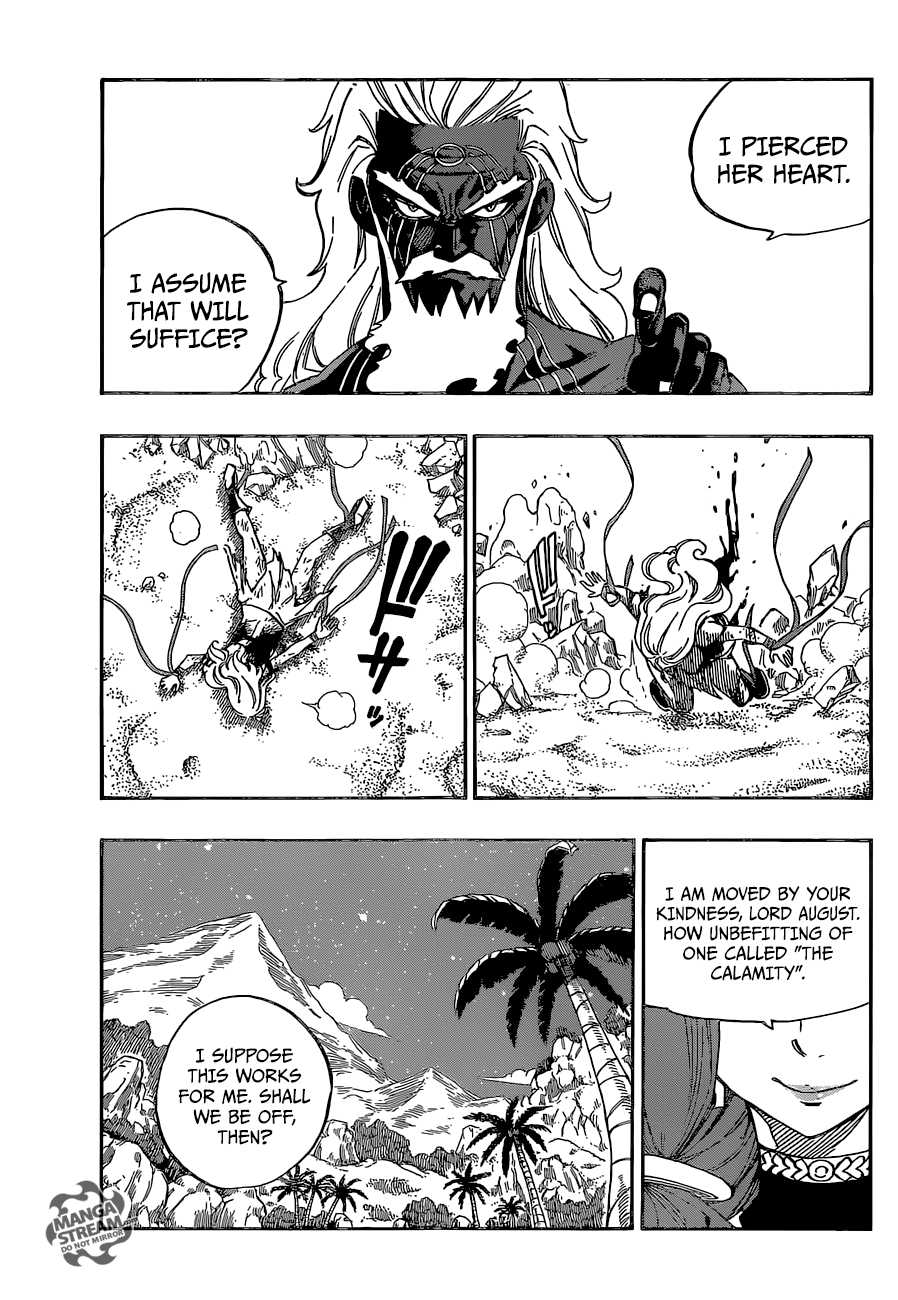 I PIERCED
HER HEART.
I ASSUME
THAT WILL
SUFFICE?
ドサッ
I AM MOVED BY YOUR
KINDNESS, LORD AUGUST.
HOW UNBEFITTING OF
ONE CALLED "THE
CALAMITY".
I SUPPOSE
THIS WORKS
FOR ME. SHALL
WE BE OFF,
THEN?
MANGA
STREAM
DO NOT MIRROR